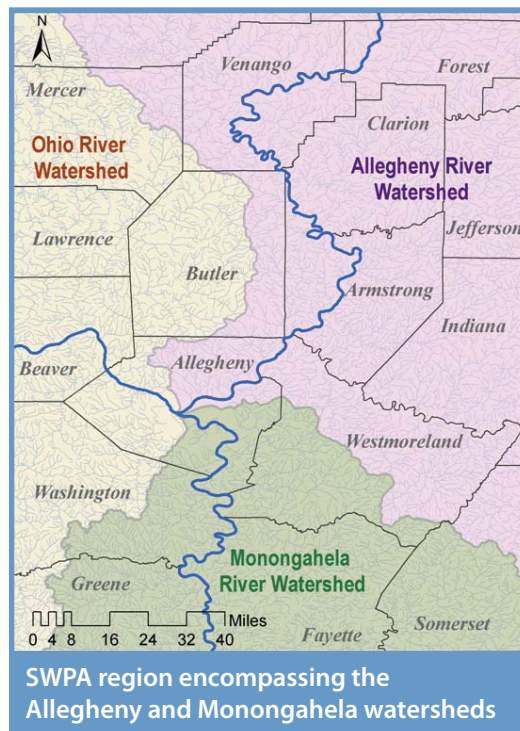 N
Venango
Forest
Mercer
Clarion
Ohio River
Watershed
Allegheny River
Watershed
Jefferson
Lawrence
Butler
Armstrong
Indiana
Allegheny
Beaver
Westmoreland
Washington
Monongahela
River Watershed
Greene
Miles
0 4 8 16 24 32 40
Fayette
Somerset
SWPA region encompassing the
Allegheny and Monongahela watersheds